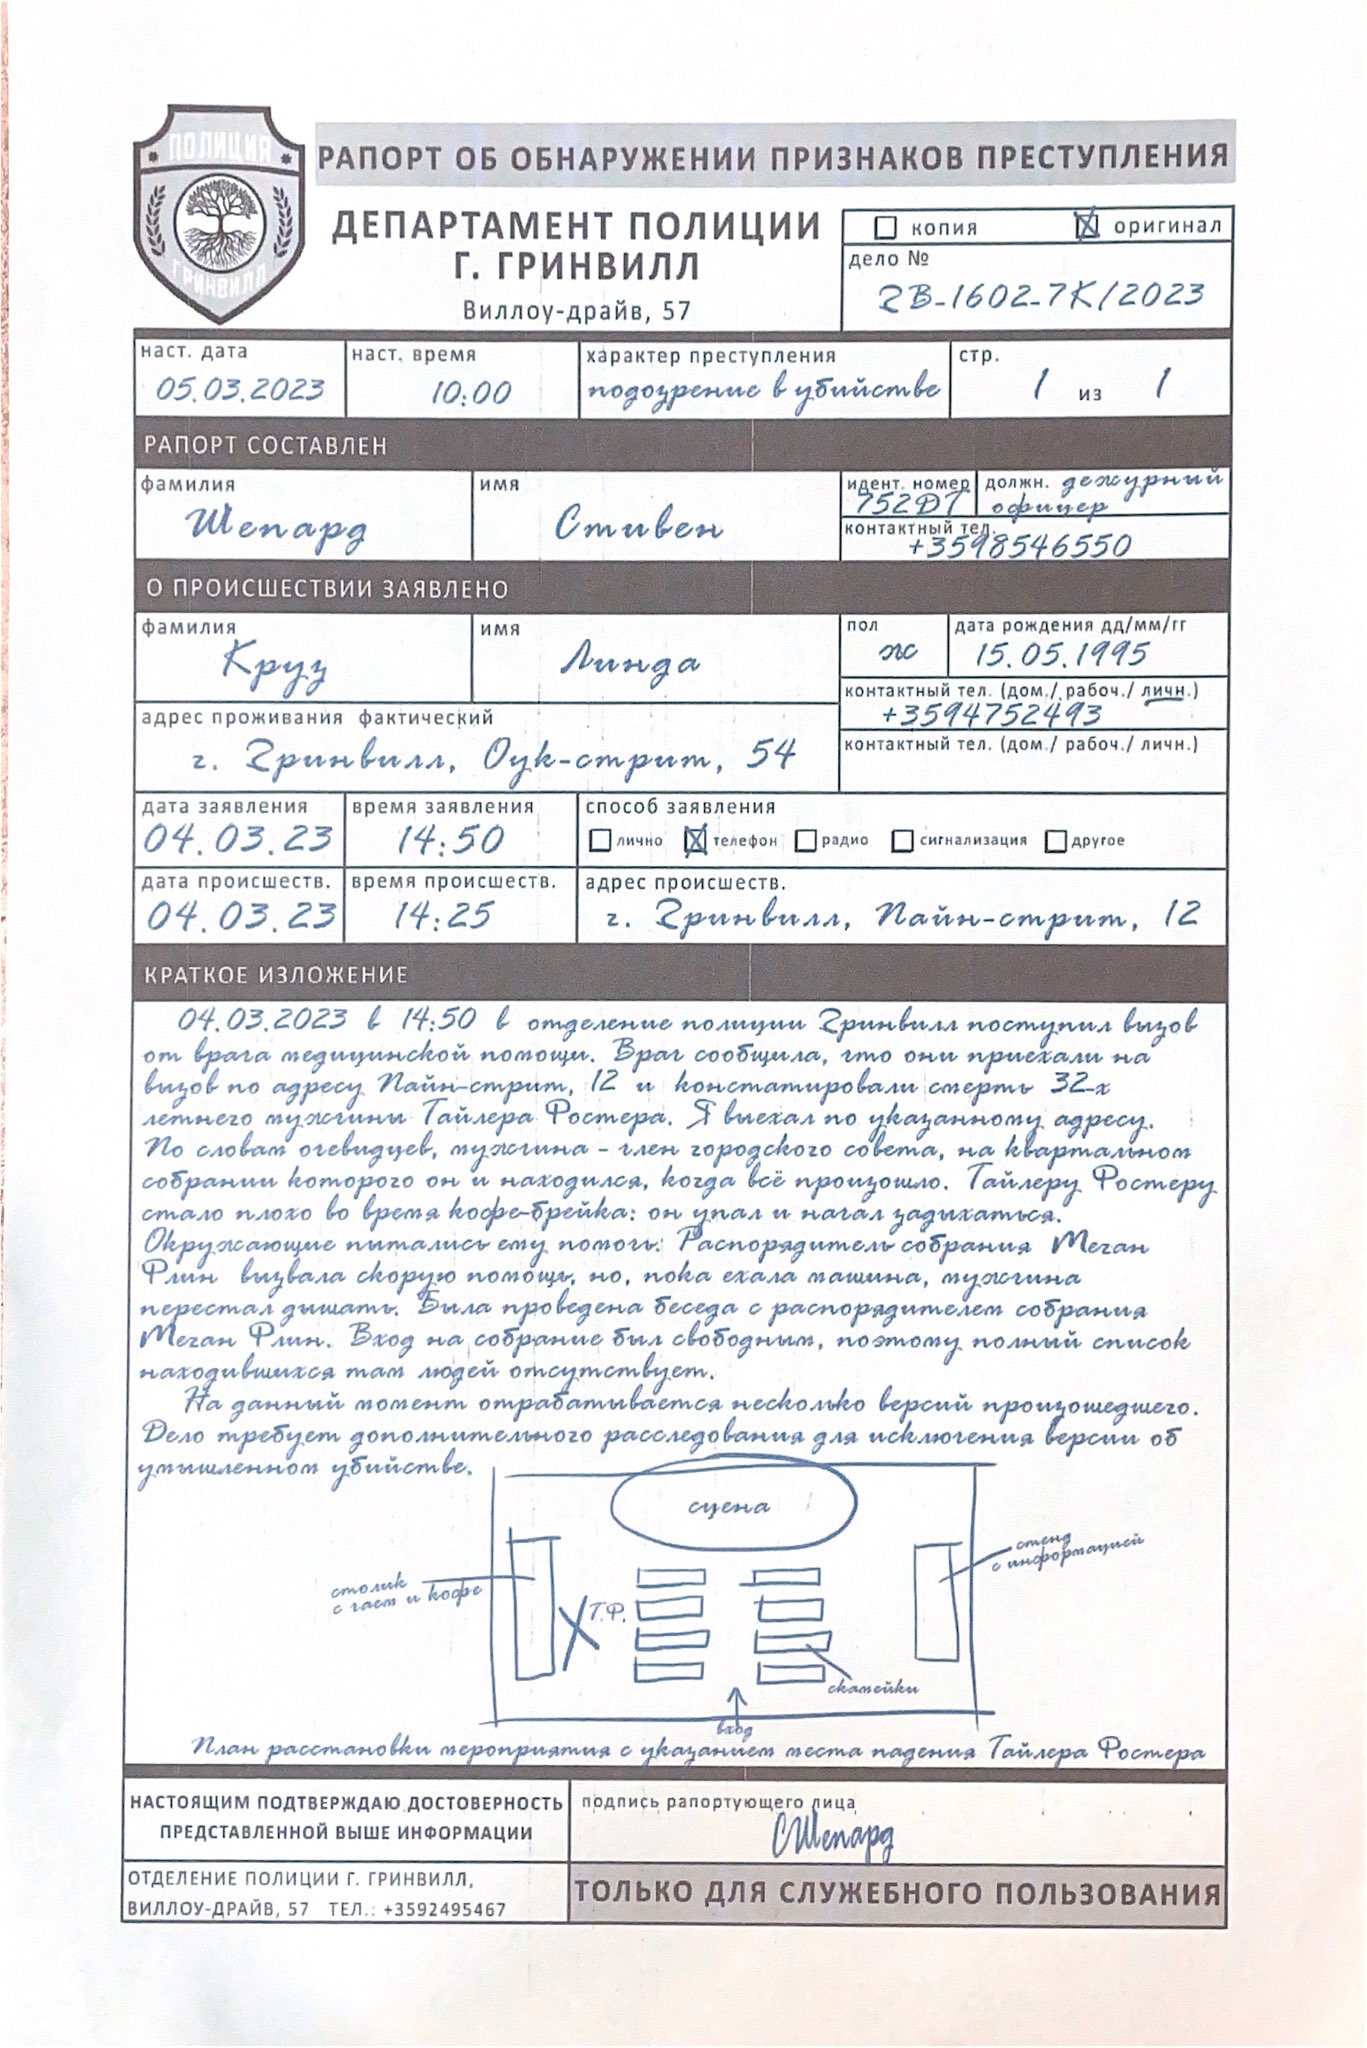 ПОЛИЦИЯ
ГРИНВИЛЛ
РАПОРТ ОБ ОБНАРУЖЕНИИ ПРИЗНАКОВ ПРЕСТУПЛЕНИЯ
ДЕПАРТАМЕНТ ПОЛИЦИИ
Г. ГРИНВИЛЛ
Виллоу-драйв, 57
копия оригинал
дело №
ГВ-1602-7К/2023
наст. дата наст. время характер преступления стр.
05.03.2023 10:00 подозрение в убийстве 1 из 1
РАПОРТ СОСТАВЛЕН
фамилия имя идент. номер должн. дежурный
Шепард Стивен 752DT офицер
контактный тел.
+3598546550
О ПРОИСШЕСТВИИ ЗАЯВЛЕНО
фамилия имя пол дата рождения дд/мм/гг
Круз Линда ж 15.05.1995
контактный тел. (дом./ рабоч./ личн.)
+3594752493
адрес проживания фактический
контактный тел. (дом./ рабоч./ личн.)
г. Гринвилл, Оук-стрит, 54
дата заявления время заявления способ заявления
04.03.23 14:50 лично телефон радио сигнализация другое
дата происшеств. время происшеств. адрес происшеств.
04.03.23 14:25 г. Гринвилл, Пайн-стрит, 12
КРАТКОЕ ИЗЛОЖЕНИЕ
04.03.2023 в 14:50 в отделение полиции Гринвилл поступил вызов
от врача медицинской помощи. Врач сообщила, что они приехали на
вызов по адресу Пайн-стрит, 12 и констатировали смерть 32-х
летнего мужчины Тайлера Ростера. Я выехал по указанному адресу.
По словам очевидцев, мужчина - член городского совета, на квартальном
собрании которого он и находился, когда всё произошло. Тайлеру Ростеру
стало плохо во время кофе-брейка: он упал и начал задыхаться.
Окружающие пытались ему помочь. Распорядитель собрания Меган
Флин вызвала скорую помощь, но, пока ехала машина, мужчина
перестал дышать. Была проведена беседа с распорядителем собрания
Меган Флин. Вход на собрание был свободным, поэтому полный список
находившихся там людей отсутствует.
На данный момент отрабатывается несколько версий произошедшего.
Дело требует дополнительного расследования для исключения версии об
умышленном убийстве.
сцена
стенд
с информацией
столик
с чаем и кофе
Т.Р.
скамейки
вход
План расстановки мероприятия с указанием места падения Тайлера Ростера
НАСТОЯЩИМ ПОДТВЕРЖДАЮ ДОСТОВЕРНОСТЬ
ПРЕДСТАВЛЕННОЙ ВЫШЕ ИНФОРМАЦИИ
подпись рапортующего лица
СШепард
ОТДЕЛЕНИЕ ПОЛИЦИИ Г. ГРИНВИЛЛ,
ВИЛЛОУ-ДРАЙВ, 57 ТЕЛ.: +3592495467
ТОЛЬКО ДЛЯ СЛУЖЕБНОГО ПОЛЬЗОВАНИЯ